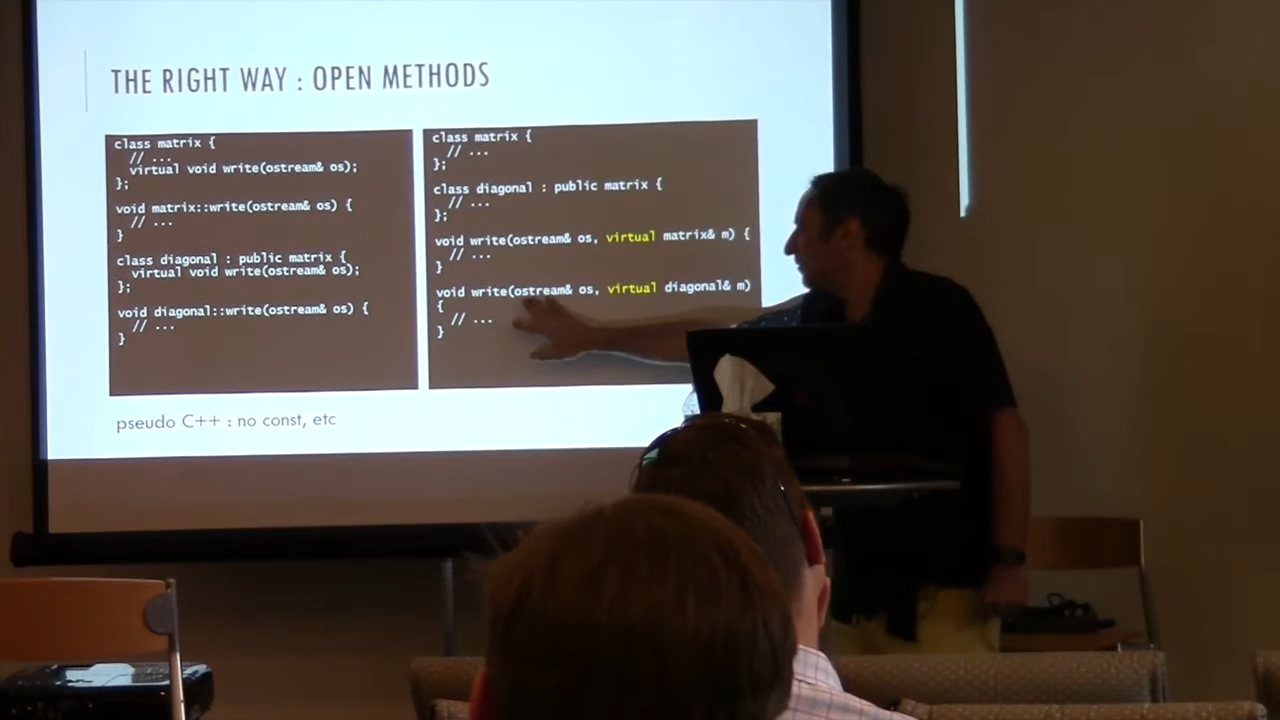 THE RIGHT WAY : OPEN METHODS
class matrix {
// ...
virtual void write(ostream& os);
};
void matrix::write(ostream& os) {
// ...
}
class diagonal : public matrix {
virtual void write(ostream& os);
};
void diagonal::write(ostream& os) {
// ...
}
class matrix {
// ...
};
class diagonal : public matrix {
// ...
};
void write(ostream& os, virtual matrix& m) {
// ...
}
void write(ostream& os, virtual diagonal& m)
{
// ...
}
pseudo C++ : no const, etc